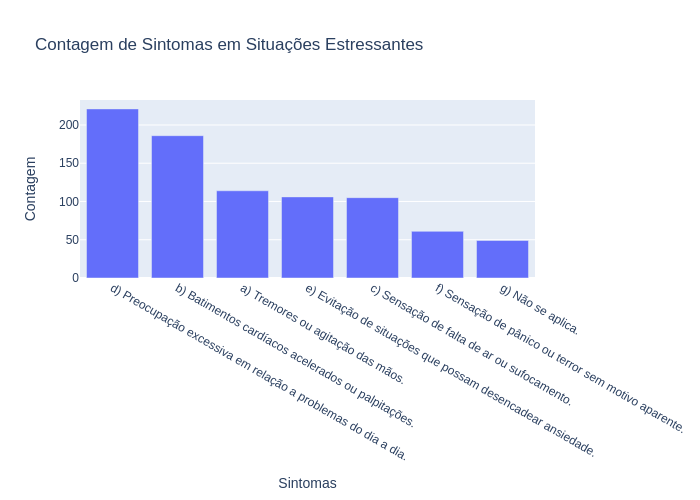 Contagem de Sintomas em Situações Estressantes
Contagem
200
150
100
50
0
d) Preocupação excessiva em relação a problemas do dia a dia.
b) Batimentos cardíacos acelerados ou palpitações.
a) Tremores ou agitação das mãos.
e) Evitação de situações que possam desencadear ansiedade.
c) Sensação de falta de ar ou sufocamento.
f) Sensação de pânico ou terror sem motivo aparente.
g) Não se aplica.
Sintomas